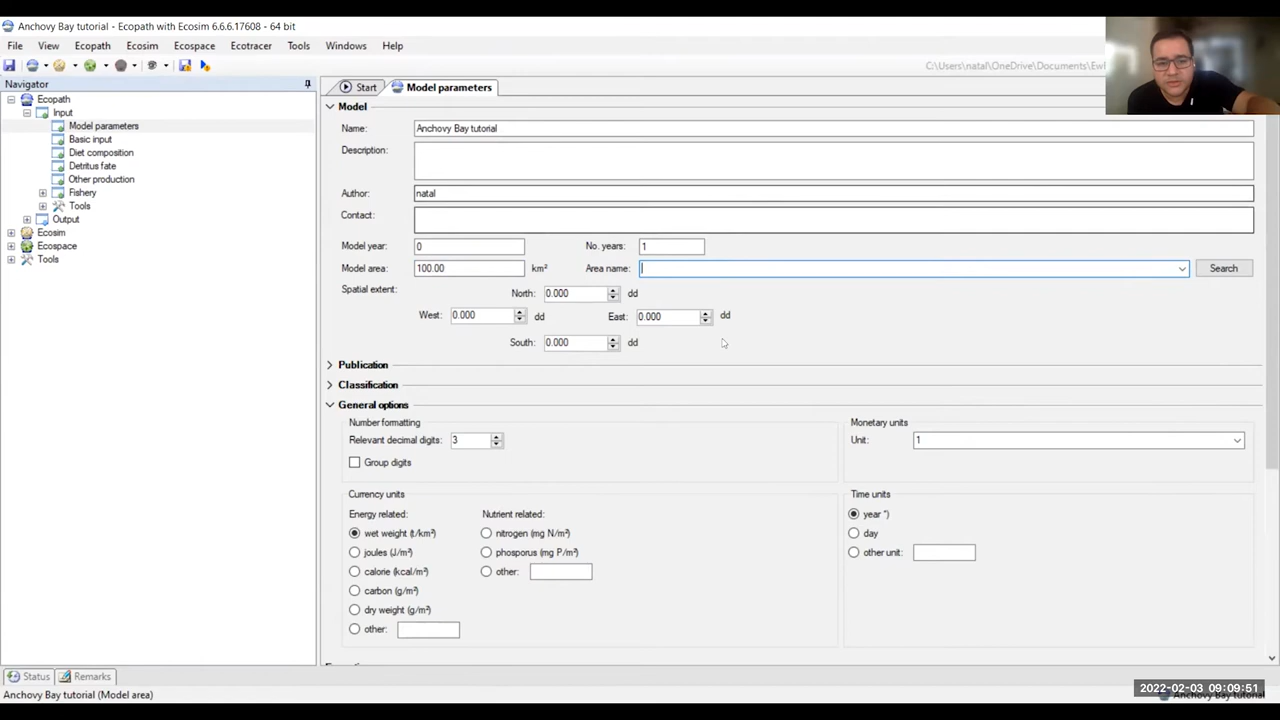 Anchovy Bay tutorial - Ecopath with Ecosim 6.6.6.17608 - 64 bit
File View Ecopath Ecosim Ecospace Ecotracer Tools Windows Help
C:\Users\natal\OneDrive\Documents\Ewl
Navigator
Ecopath
Input
Model parameters
Basic input
Diet composition
Detritus fate
Other production
Fishery
Tools
Output
Ecosim
Ecospace
Tools
Start Model parameters
Model
Name: Anchovy Bay tutorial
Description:
Author: natal
Contact:
Model year: 0 No. years: 1
Model area: 100.00 km² Area name: Search
Spatial extent: North: 0.000 dd
West: 0.000 dd East: 0.000 dd
South: 0.000 dd
Publication
Classification
General options
Number formatting
Relevant decimal digits: 3
Group digits
Monetary units
Unit: 1
Currency units
Energy related:
wet weight (t/km²)
joules (J/m²)
calorie (kcal/m²)
carbon (g/m²)
dry weight (g/m²)
other:
Nutrient related:
nitrogen (mg N/m²)
phosporus (mg P/m²)
other:
Time units
year *)
day
other unit:
Status Remarks
Anchovy Bay tutorial (Model area)
2022-02-03 09:09:51